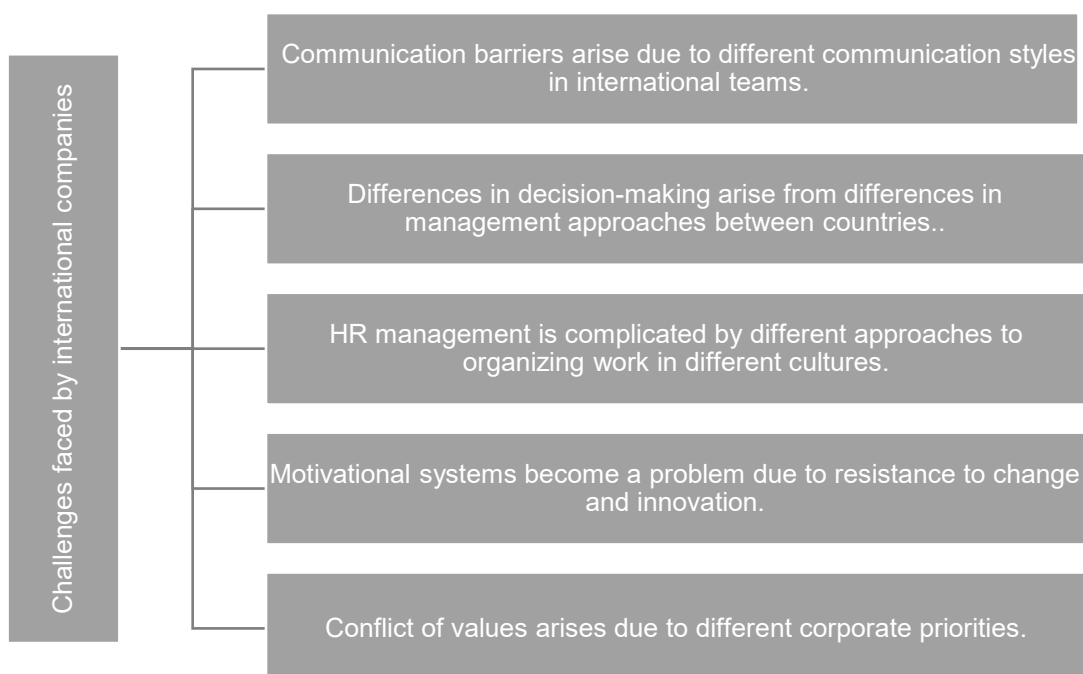 Challenges faced by international companies
Communication barriers arise due to different communication styles
in international teams.
Differences in decision-making arise from differences in
management approaches between countries..
HR management is complicated by different approaches to
organizing work in different cultures.
Motivational systems become a problem due to resistance to change
and innovation.
Conflict of values arises due to different corporate priorities.